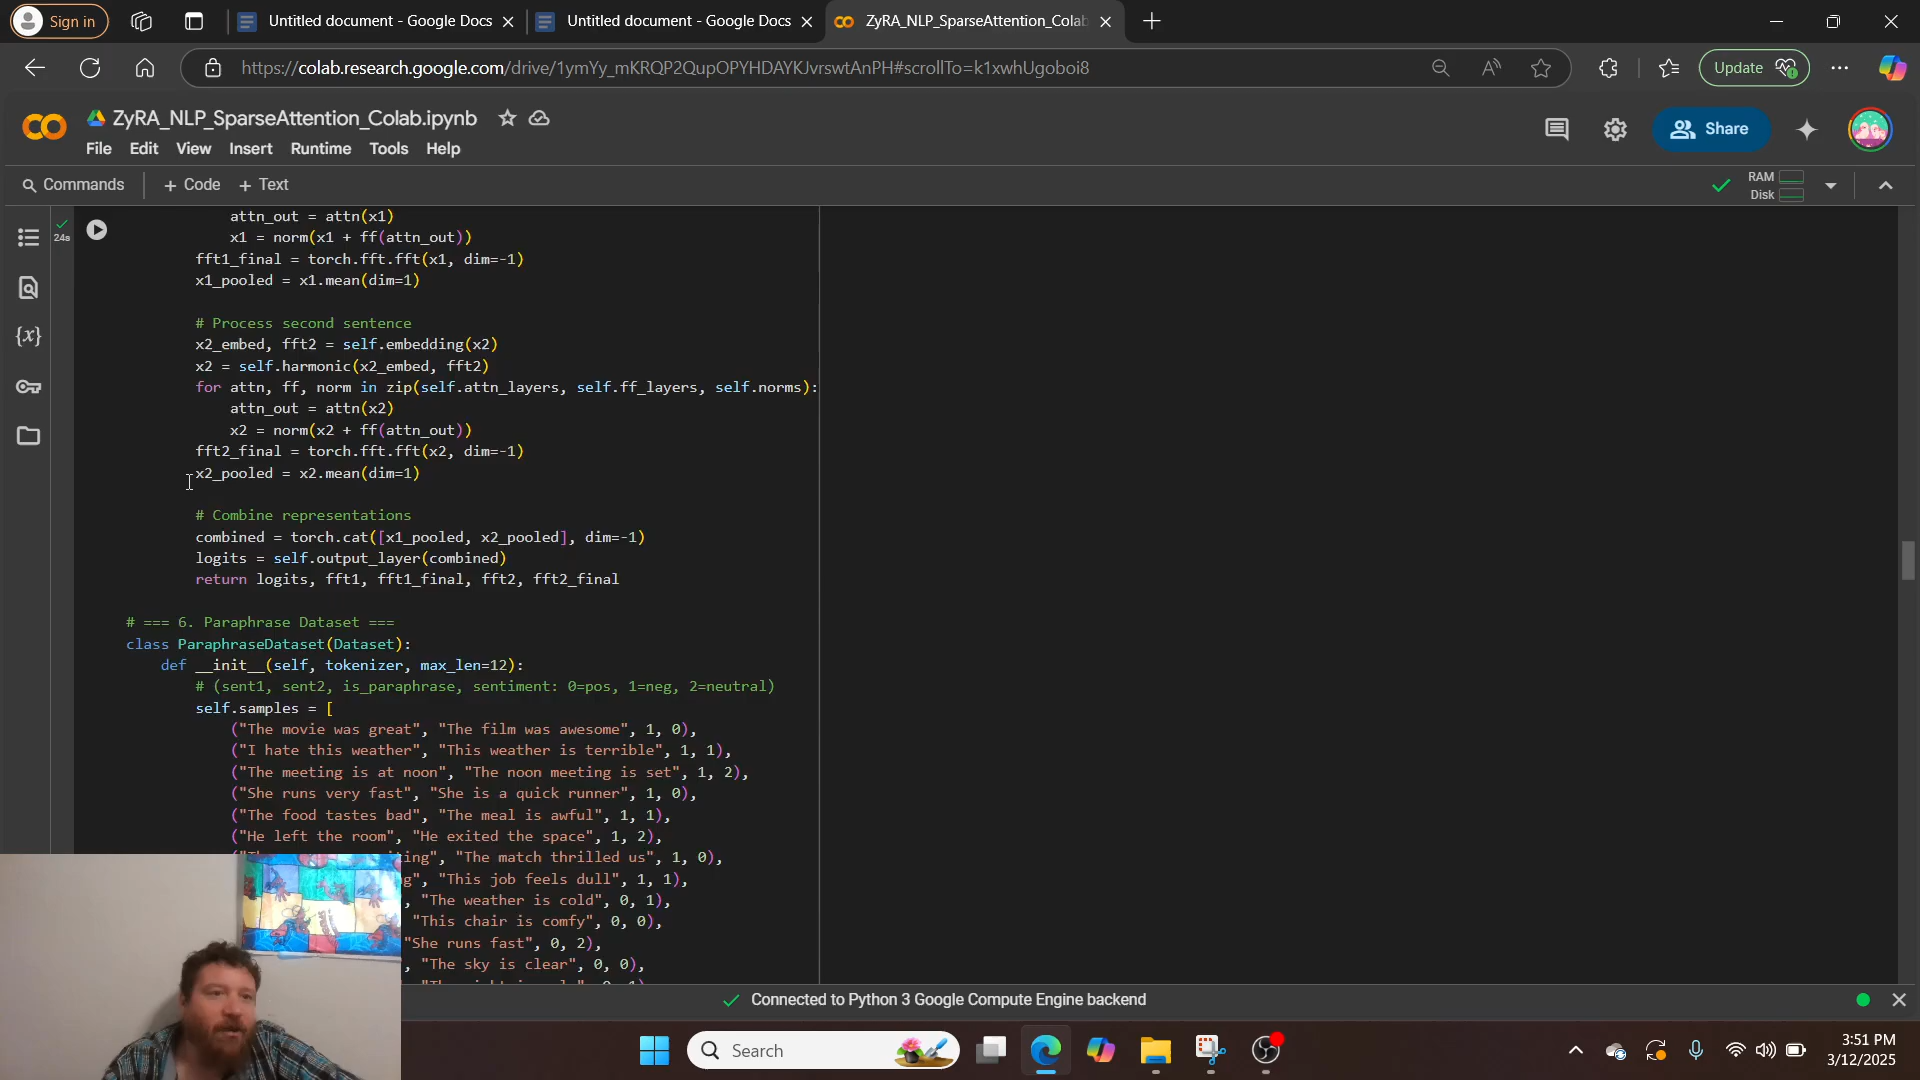 Sign in
Untitled document - Google Docs
Untitled document - Google Docs
ZyRA_NLP_SparseAttention_Colab
https://colab.research.google.com/drive/1ymYy_mKRQP2QupOPYHDAYKJvrswtAnPH#scrollTo=k1xwhUgoboi8
Update
ZyRA_NLP_SparseAttention_Colab.ipynb
File Edit View Insert Runtime Tools Help
Share
Commands + Code + Text
RAM
Disk
24s
attn_out = attn(x1)
x1 = norm(x1 + ff(attn_out))
fft1_final = torch.fft.fft(x1, dim=-1)
x1_pooled = x1.mean(dim=1)
# Process second sentence
x2_embed, fft2 = self.embedding(x2)
x2 = self.harmonic(x2_embed, fft2)
for attn, ff, norm in zip(self.attn_layers, self.ff_layers, self.norms):
attn_out = attn(x2)
x2 = norm(x2 + ff(attn_out))
fft2_final = torch.fft.fft(x2, dim=-1)
x2_pooled = x2.mean(dim=1)
# Combine representations
combined = torch.cat([x1_pooled, x2_pooled], dim=-1)
logits = self.output_layer(combined)
return logits, fft1, fft1_final, fft2, fft2_final
# === 6. Paraphrase Dataset ===
class ParaphraseDataset(Dataset):
def __init__(self, tokenizer, max_len=12):
# (sent1, sent2, is_paraphrase, sentiment: 0=pos, 1=neg, 2=neutral)
self.samples = [
("The movie was great", "The film was awesome", 1, 0),
("I hate this weather", "This weather is terrible", 1, 1),
("The meeting is at noon", "The noon meeting is set", 1, 2),
("She runs very fast", "She is a quick runner", 1, 0),
("The food tastes bad", "The meal is awful", 1, 1),
("He left the room", "He exited the space", 1, 2),
"The match thrilled us", 1, 0),
"This job feels dull", 1, 1),
, "The weather is cold", 0, 1),
"This chair is comfy", 0, 0),
"She runs fast", 0, 2),
, "The sky is clear", 0, 0),
Connected to Python 3 Google Compute Engine backend
Search
3:51 PM
3/12/2025